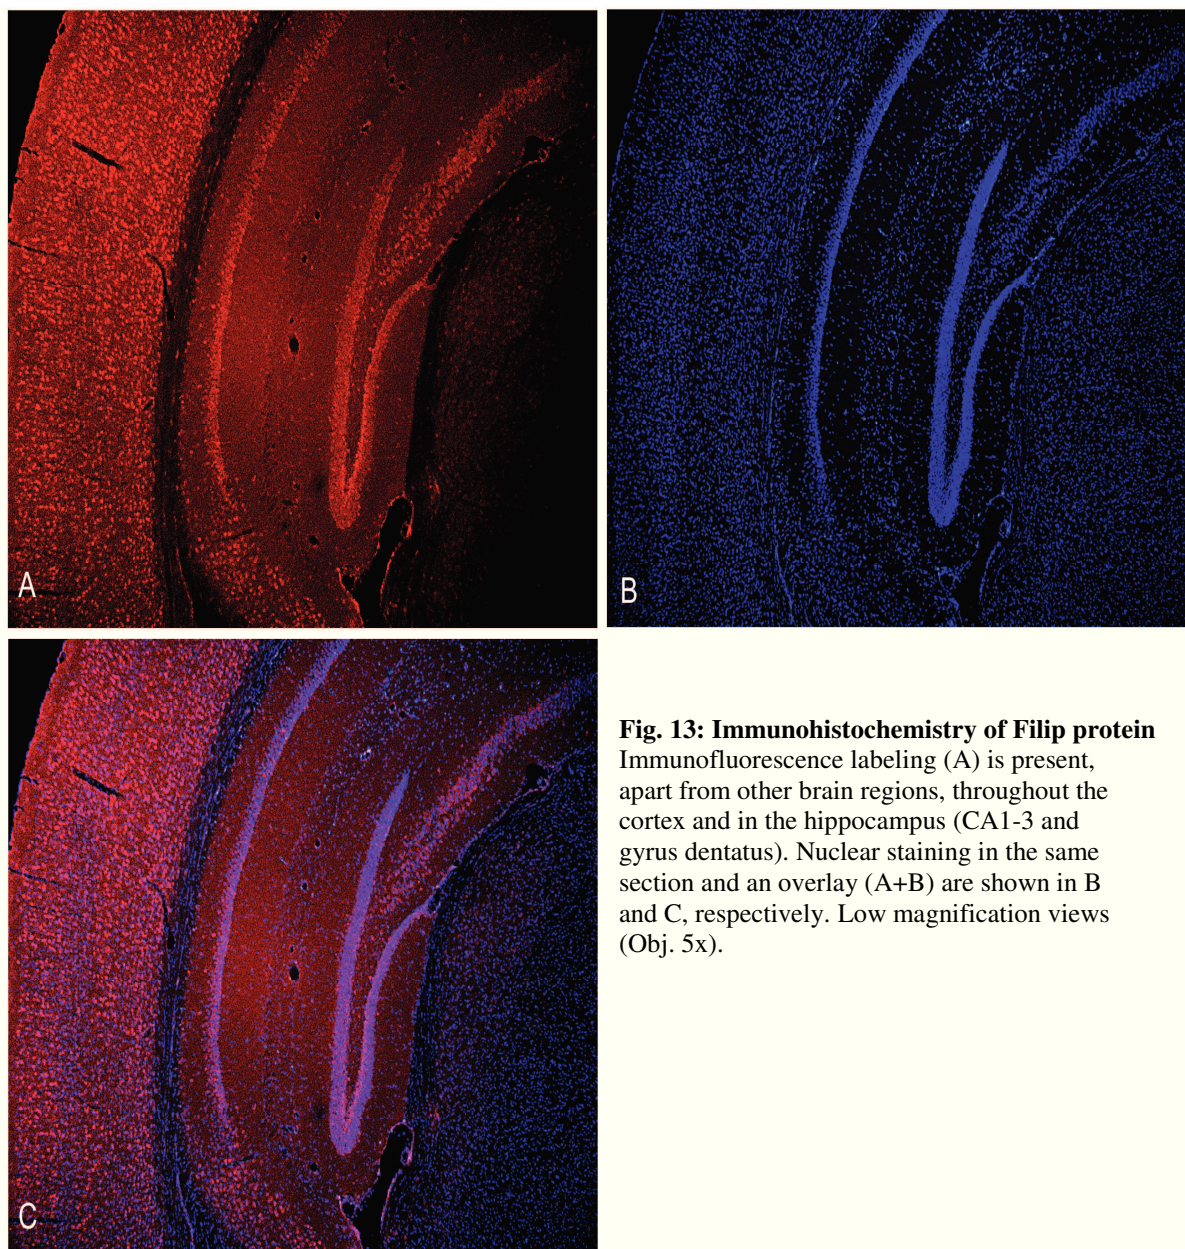 A
B
C
Fig. 13: Immunohistochemistry of Filip protein
Immunofluorescence labeling (A) is present,
apart from other brain regions, throughout the
cortex and in the hippocampus (CA1-3 and
gyrus dentatus). Nuclear staining in the same
section and an overlay (A+B) are shown in B
and C, respectively. Low magnification views
(Obj. 5x).